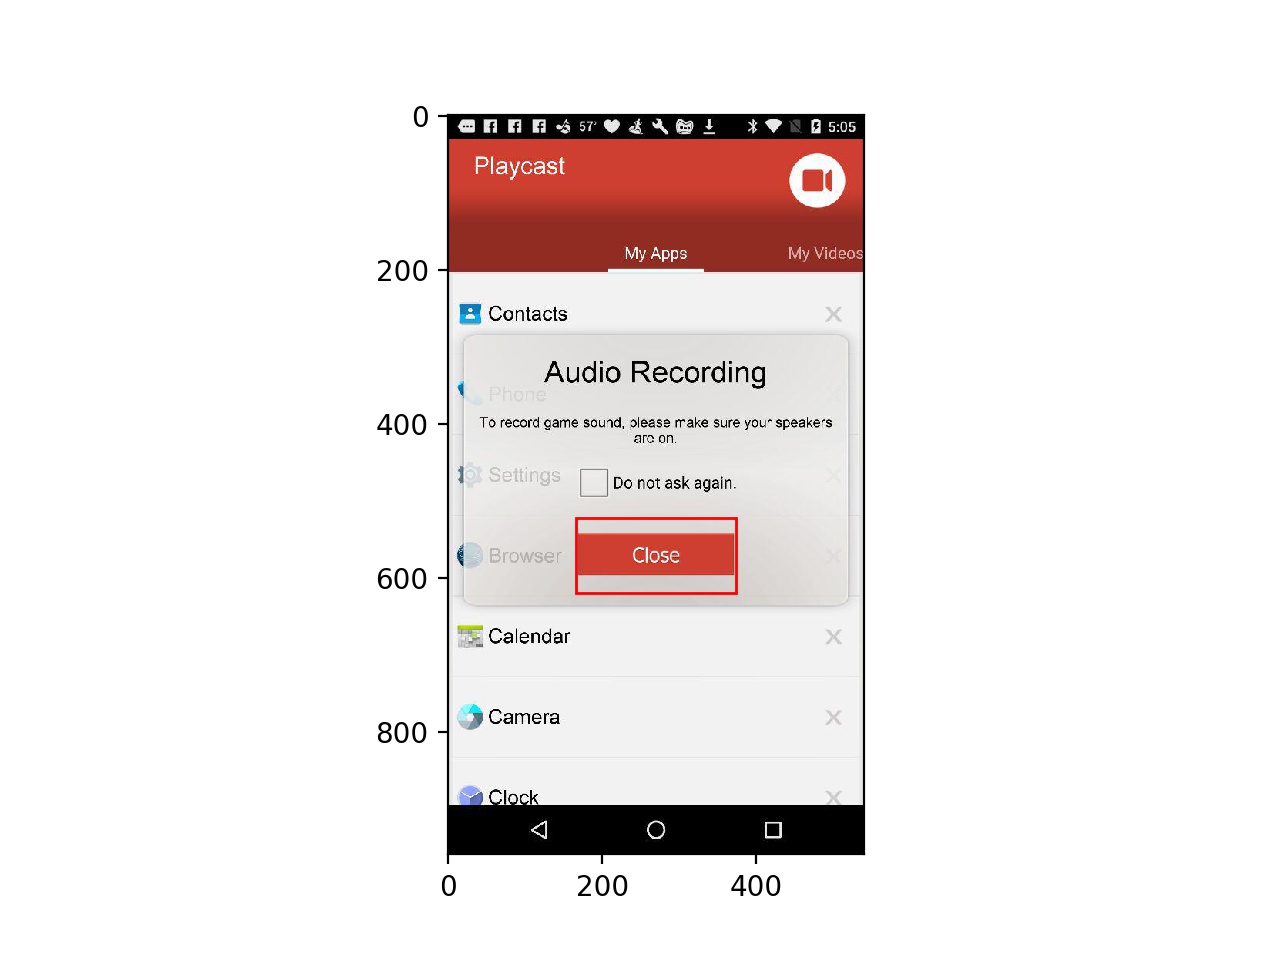 0
57°
5:05
Playcast
My Apps
My Videos
200
Contacts
Audio Recording
Phone
To record game sound, please make sure your speakers
are on.
400
Settings
Do not ask again.
Browser
Close
600
Calendar
Camera
800
Clock
0
200
400